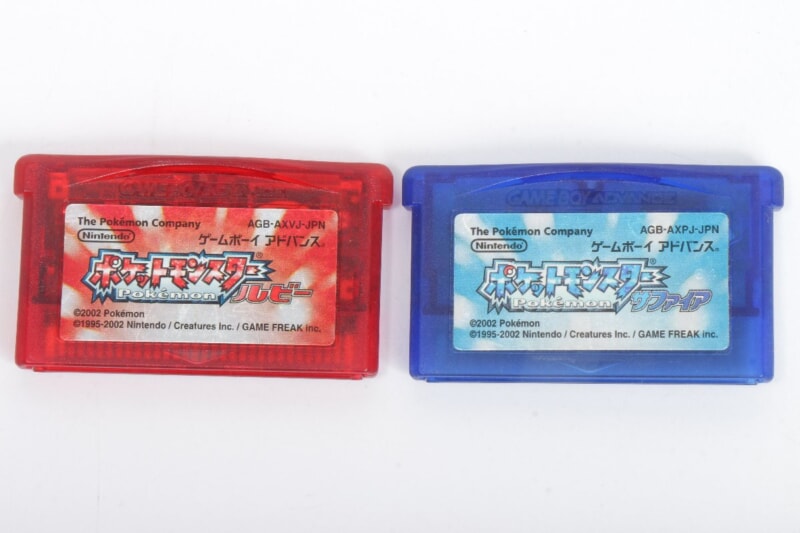 GAME BOY ADVANCE
The Pokémon Company
AGB-AXVJ-JPN
Nintendo
ゲームボーイ アドバンス®
ポケットモンスター®
Pokémon
ルビー
©2002 Pokémon
©1995-2002 Nintendo / Creatures Inc. / GAME FREAK inc.
GAME BOY ADVANCE
The Pokémon Company
AGB-AXPJ-JPN
Nintendo
ゲームボーイ アドバンス®
ポケットモンスター®
Pokémon
サファイア
©2002 Pokémon
©1995-2002 Nintendo / Creatures Inc. / GAME FREAK inc.